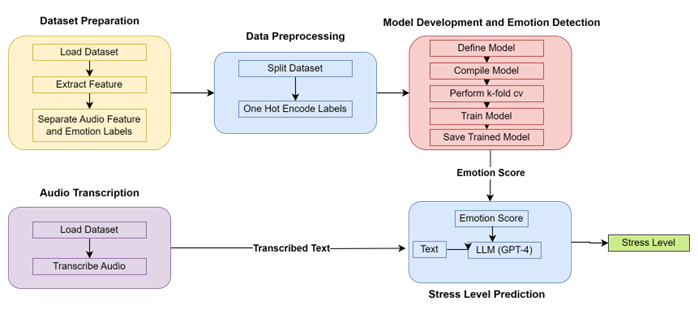 Dataset Preparation
Load Dataset
Extract Feature
Separate Audio Feature
and Emotion Labels
Data Preprocessing
Split Dataset
One Hot Encode Labels
Model Development and Emotion Detection
Define Model
Compile Model
Perform k-fold cv
Train Model
Save Trained Model
Emotion Score
Audio Transcription
Load Dataset
Transcribe Audio
Transcribed Text
Emotion Score
Text
LLM (GPT-4)
Stress Level Prediction
Stress Level